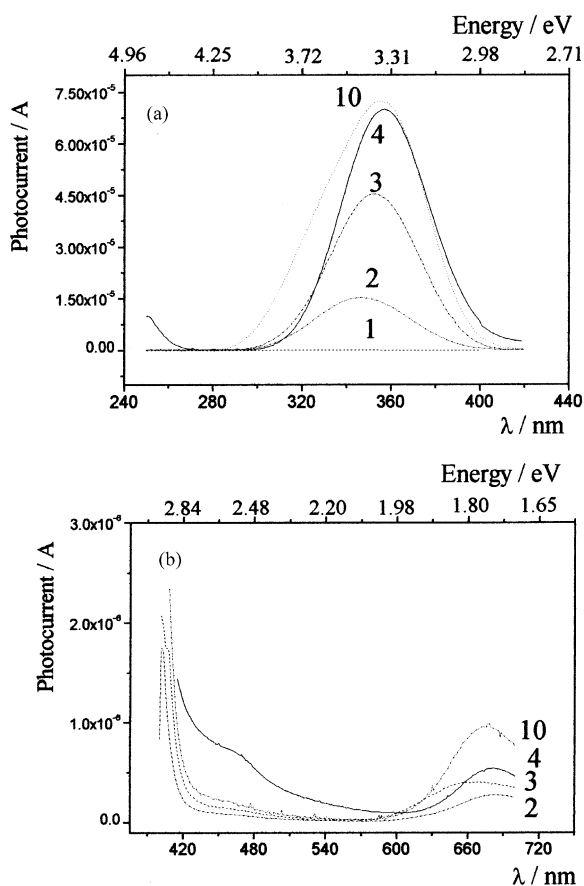 Energy / eV
4.96 4.25 3.72 3.31 2.98 2.71
(a)
10
4
3
2
1
Photocurrent / A
7.50x10⁻⁵
6.00x10⁻⁵
4.50x10⁻⁵
3.00x10⁻⁵
1.50x10⁻⁵
0.00
240 280 320 360 400 440
λ / nm
Energy / eV
2.84 2.48 2.20 1.98 1.80 1.65
(b)
Photocurrent / A
3.0x10⁻⁶
2.0x10⁻⁶
1.0x10⁻⁶
0.0
10
4
3
2
420 480 540 600 660 720
λ / nm